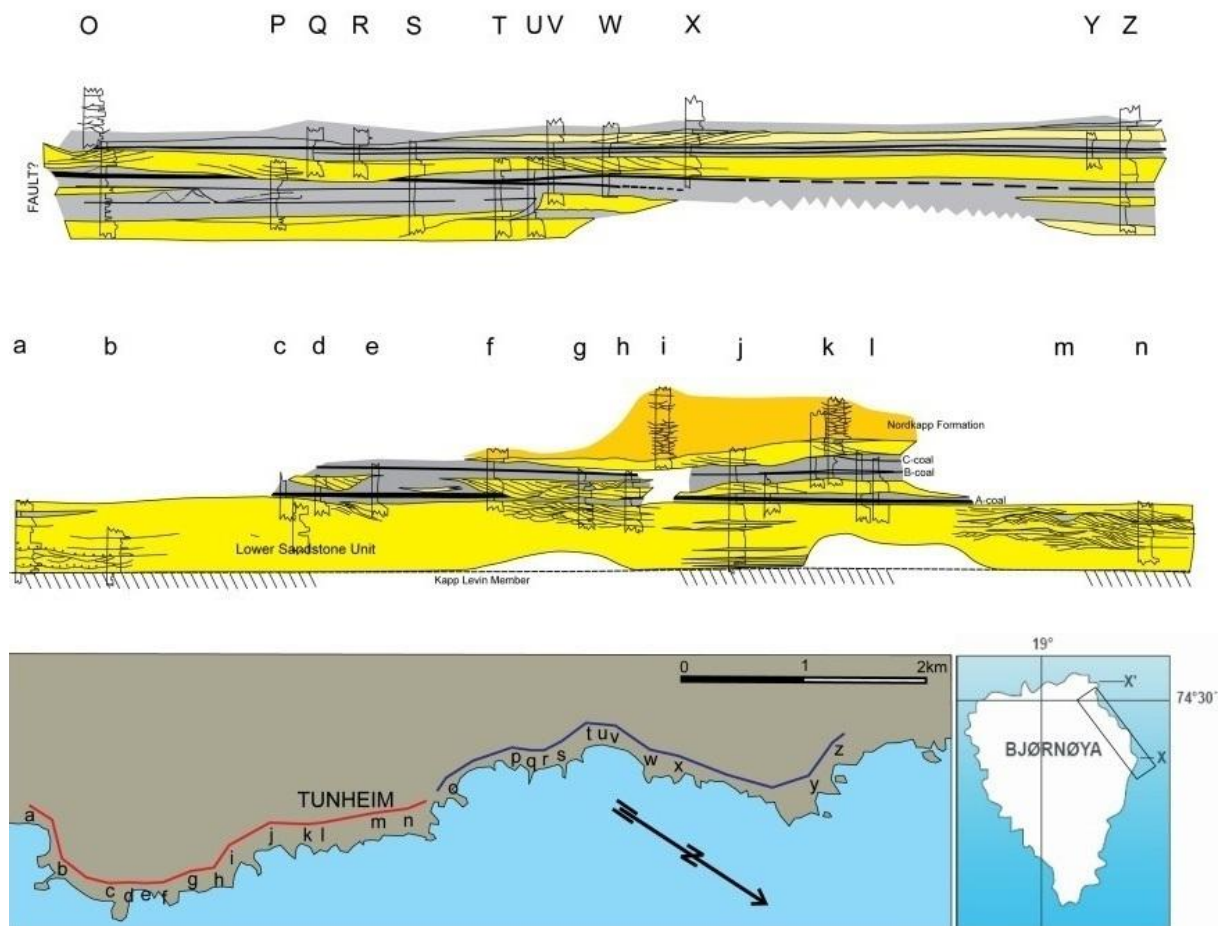 O P Q R S T U V W X Y Z
FAULT?
a b c d e f g h i j k l m n
Nordkapp Formation
C-coal
B-coal
A-coal
Lower Sandstone Unit
Kapp Levin Member
0 1 2km
19°
X'
74°30'
BJØRNØYA
X
t u v
p q r s w x z
o y
TUNHEIM
a j k l m n
b i
c d e f g h
N